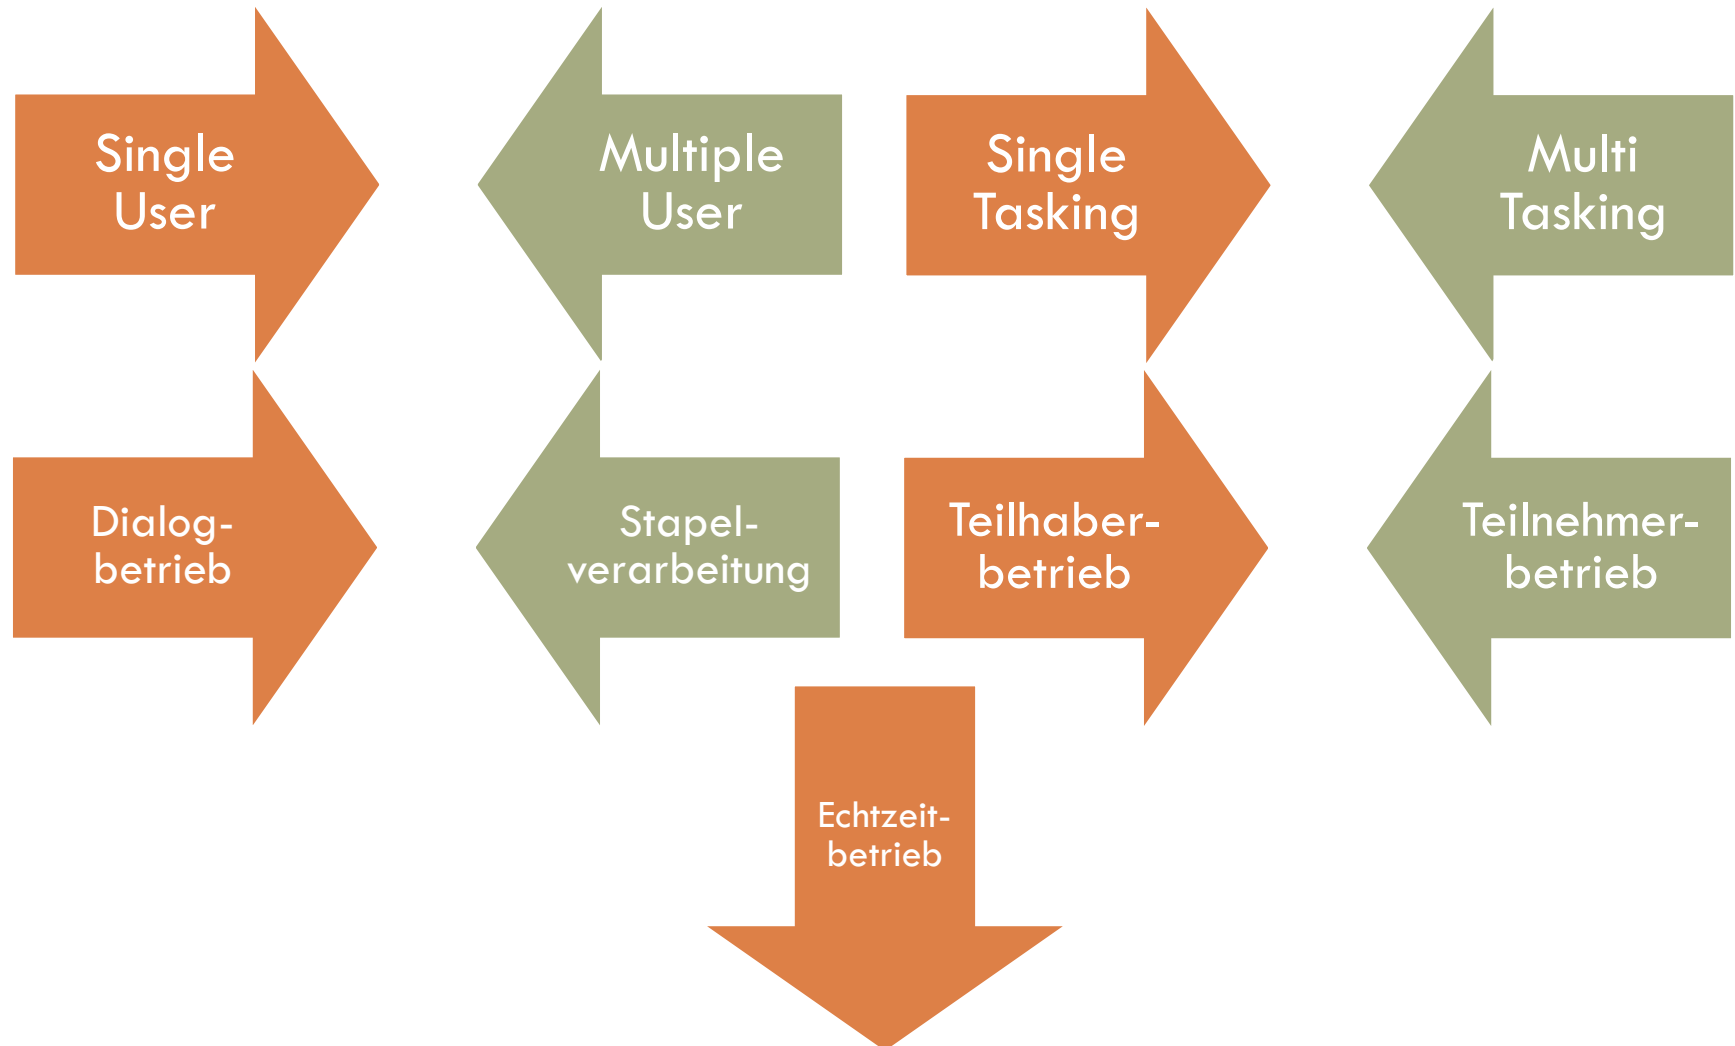 Single
User
Multiple
User
Single
Tasking
Multi
Tasking
Dialog-
betrieb
Stapel-
verarbeitung
Teilhaber-
betrieb
Teilnehmer-
betrieb
Echtzeit-
betrieb